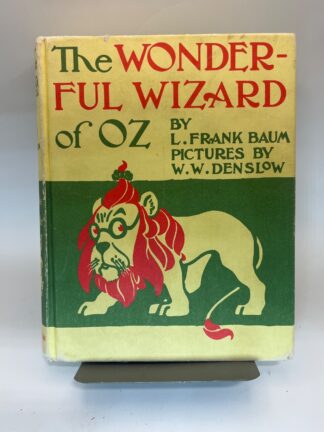 The WONDER-
FUL WIZARD
of OZ
BY
L. FRANK BAUM
PICTURES BY
W. W. DENSLOW